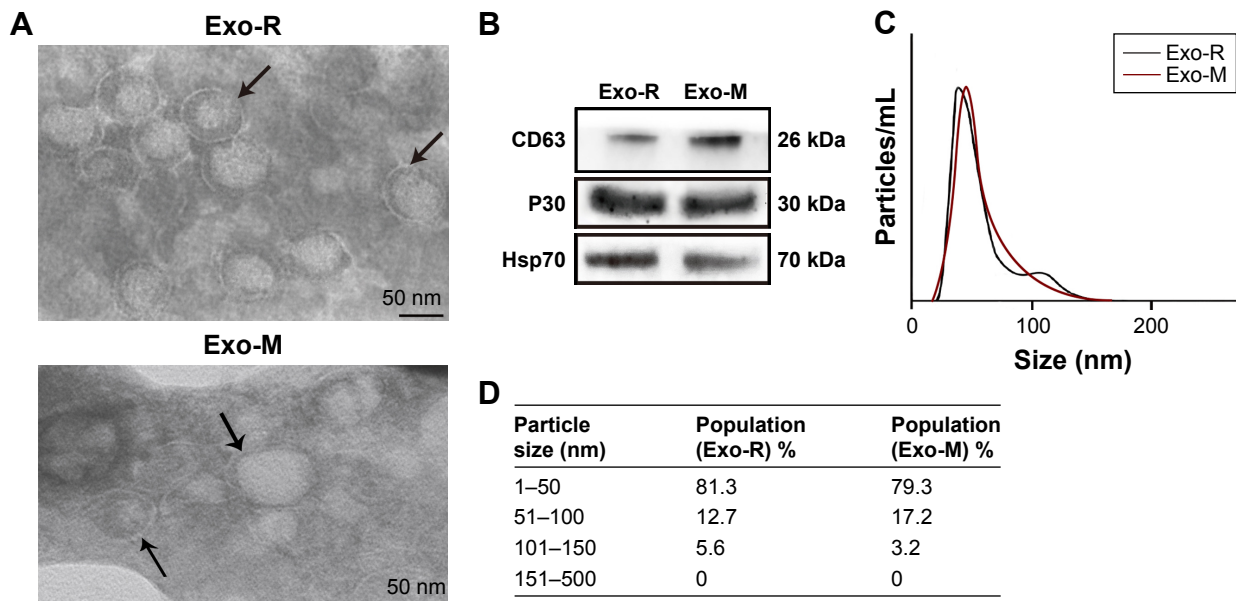 A
Exo-R
50 nm
Exo-M
50 nm
B
Exo-R Exo-M
CD63 26 kDa
P30 30 kDa
Hsp70 70 kDa
C
Exo-R
Exo-M
Particles/mL
0 100 200
Size (nm)
D
Particle size (nm) Population (Exo-R) % Population (Exo-M) %
1–50 81.3 79.3
51–100 12.7 17.2
101–150 5.6 3.2
151–500 0 0